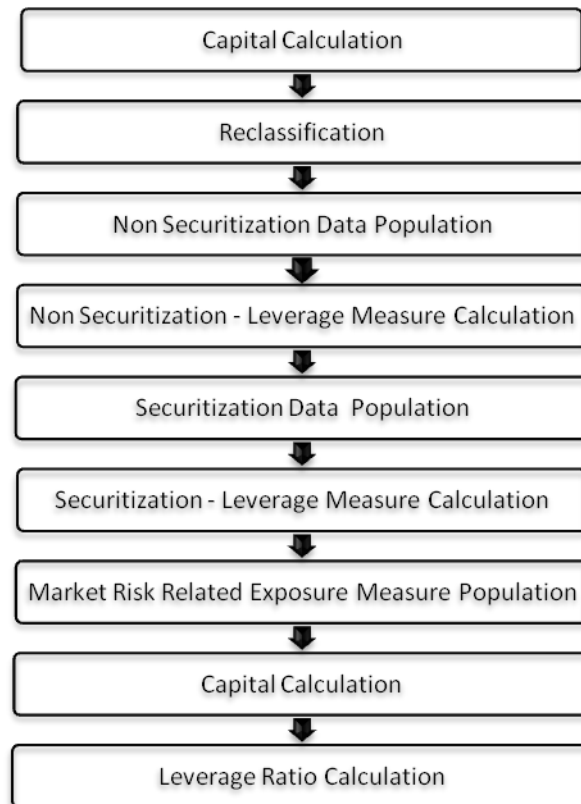 Capital Calculation
Reclassification
Non Securitization Data Population
Non Securitization - Leverage Measure Calculation
Securitization Data Population
Securitization - Leverage Measure Calculation
Market Risk Related Exposure Measure Population
Capital Calculation
Leverage Ratio Calculation